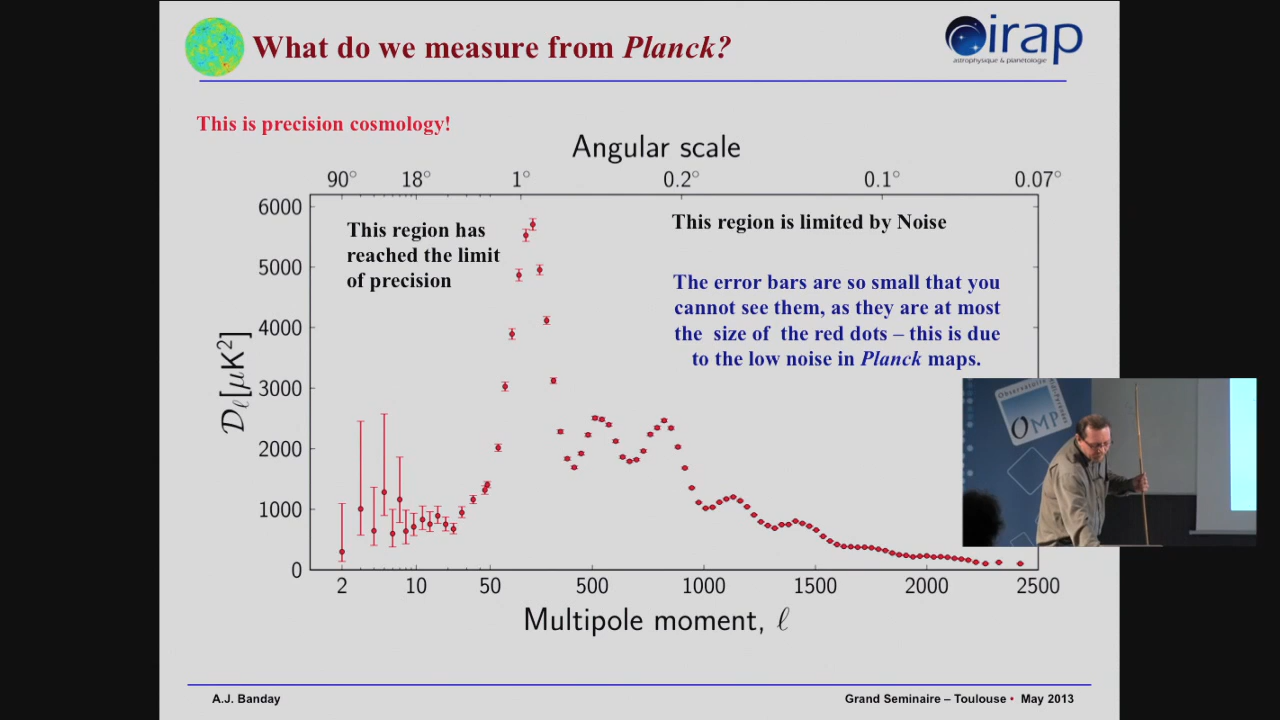 What do we measure from Planck?
irap
astrophysique & planétologie
This is precision cosmology!
Angular scale
90° 18° 1° 0.2° 0.1° 0.07°
6000
5000
4000
3000
2000
1000
0
𝒟ℓ[μK²]
This region has
reached the limit
of precision
This region is limited by Noise
The error bars are so small that you
cannot see them, as they are at most
the size of the red dots – this is due
to the low noise in Planck maps.
Observatoire
OMP
2 10 50 500 1000 1500 2000 2500
Multipole moment, ℓ
A.J. Banday
Grand Seminaire – Toulouse • May 2013